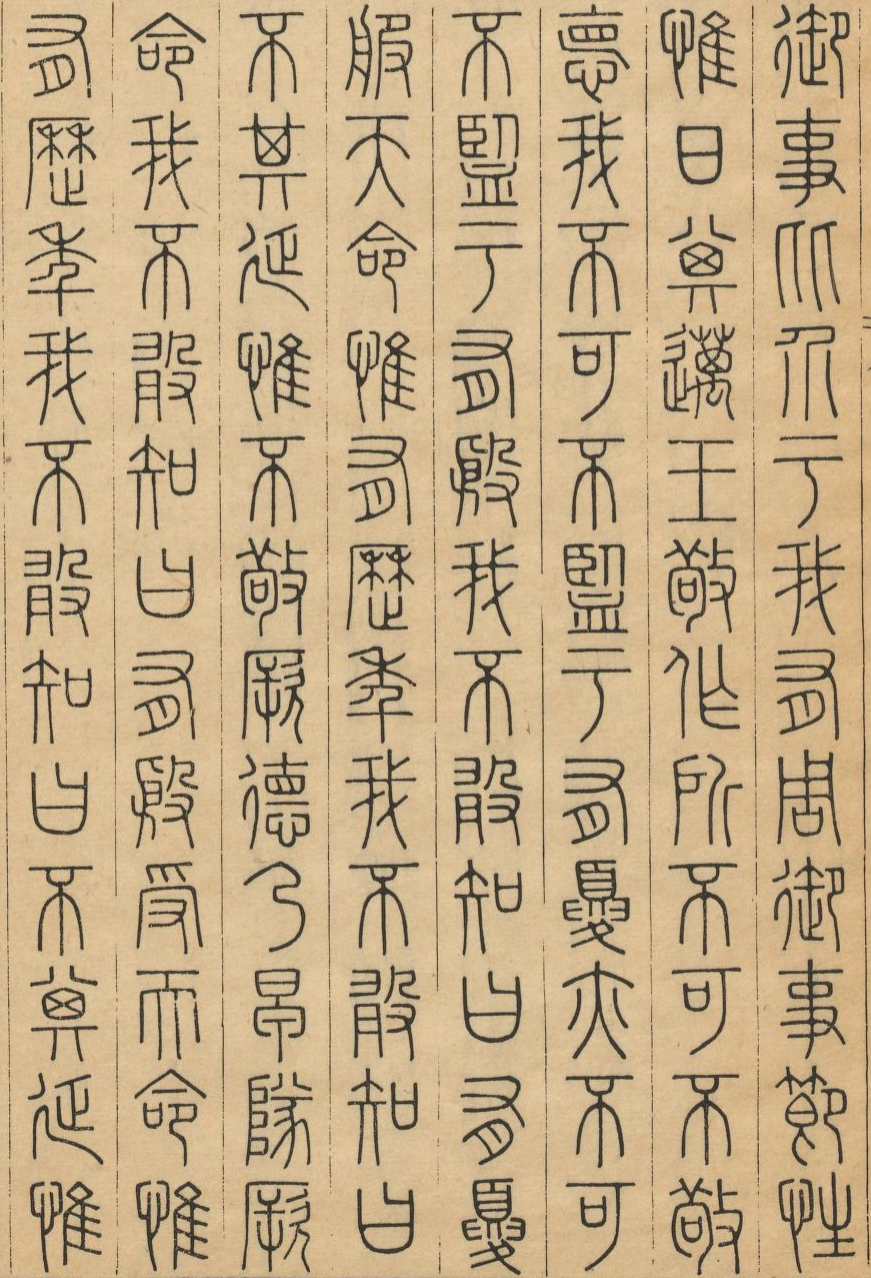 御事比介于我有周御事節性
惟日其邁王敬作所不可不敬
悳我不可不監于有夏亦不可
不監于有殷我不敢知曰有夏
服天命惟有歷年我不敢知曰
不其延惟不敬厥德乃早隊厥
命我不敢知曰有殷受天命惟
有歷年我不敢知曰不其延惟